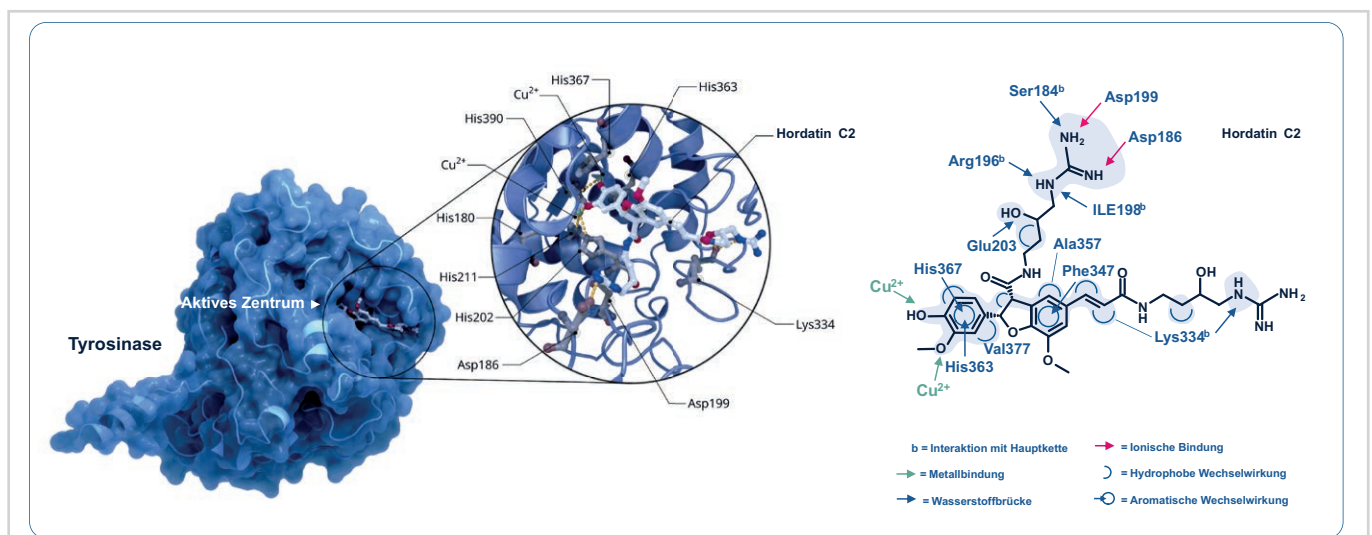 Aktives Zentrum
Tyrosinase
His367
Cu²⁺
His390
Cu²⁺
His180
His211
His202
Asp186
His363
Hordatin C2
Lys334
Asp199
Hordatin C2
Ser184ᵇ
Asp199
Asp186
NH₂
NH
Arg196ᵇ
NH
ILE198ᵇ
HO
Glu203
Ala357
NH
His367
Phe347
O
O
OH
Cu²⁺
H
N
NH₂
HO
N
H
NH
O
Val377
Lys334ᵇ
O
His363
O
Cu²⁺
b = Interaktion mit Hauptkette
= Metallbindung
= Wasserstoffbrücke
= Ionische Bindung
= Hydrophobe Wechselwirkung
= Aromatische Wechselwirkung